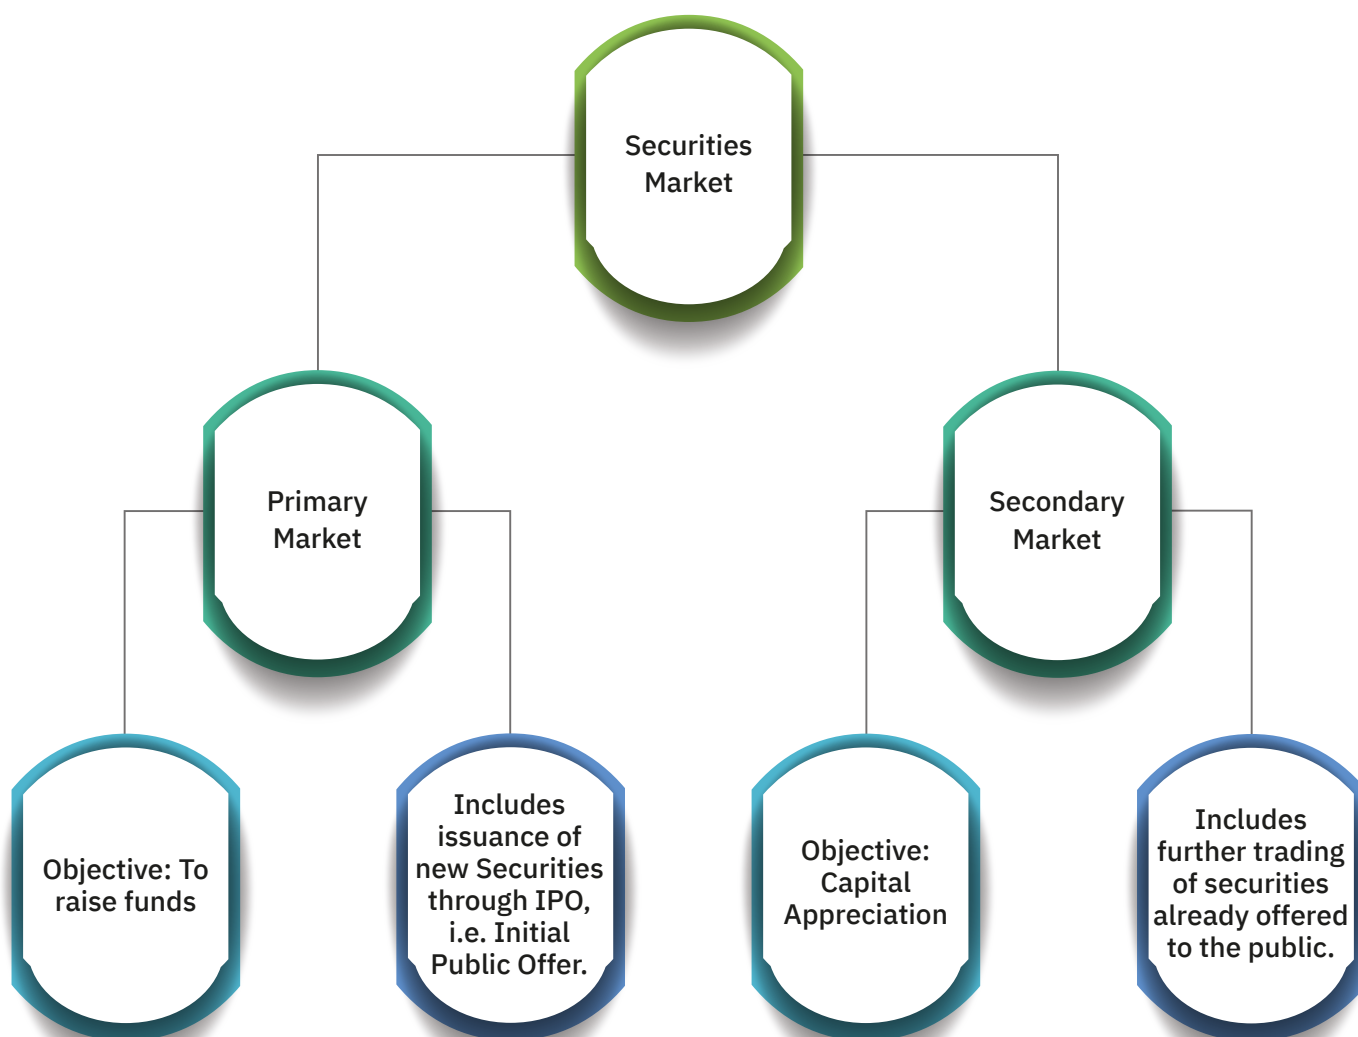 Securities
Market
Primary
Market
Secondary
Market
Objective: To
raise funds
Includes
issuance of
new Securities
through IPO,
i.e. Initial
Public Offer.
Objective:
Capital
Appreciation
Includes
further trading
of securities
already offered
to the public.